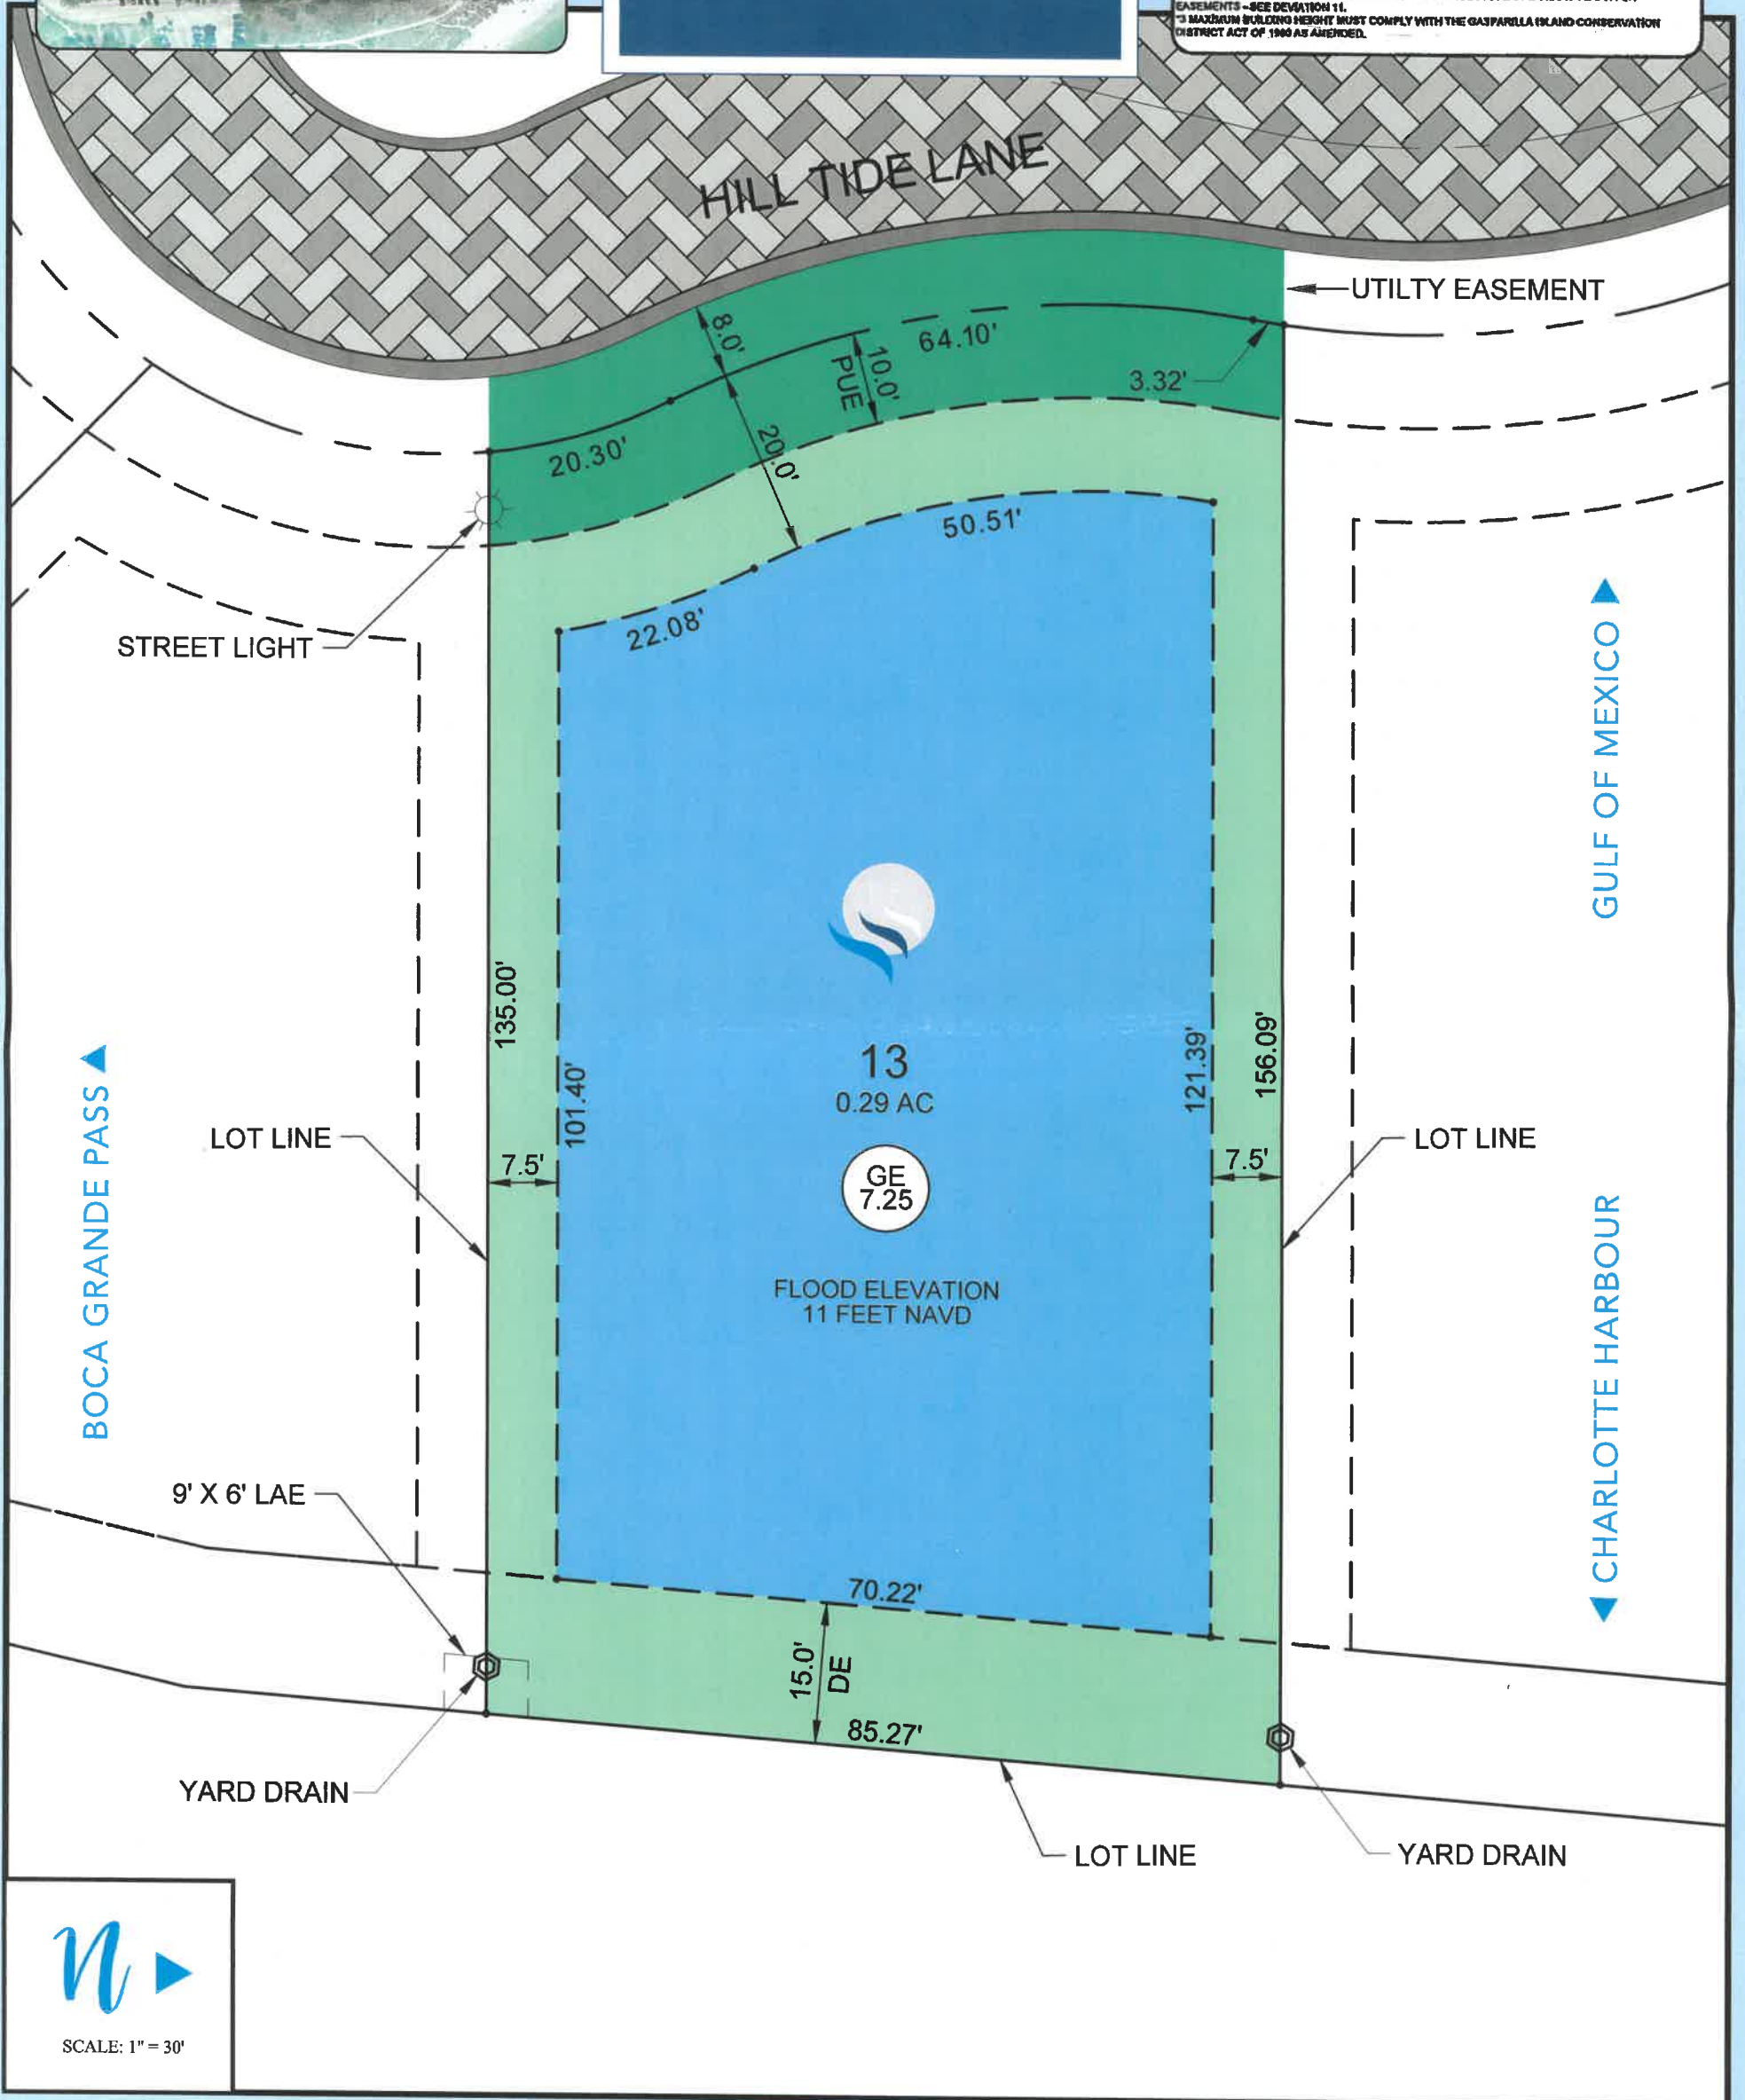 EASEMENTS - SEE DEVIATION 11.
*3 MAXIMUM BUILDING HEIGHT MUST COMPLY WITH THE GASPARILLA ISLAND CONSERVATION
DISTRICT ACT OF 1980 AS AMENDED.
HILL TIDE LANE
UTILTY EASEMENT
8.0'
64.10'
10.0'
PUE
3.32'
20.30'
20.0'
50.51'
22.08'
STREET LIGHT
GULF OF MEXICO
135.00'
101.40'
13
0.29 AC
121.39'
156.09'
BOCA GRANDE PASS
LOT LINE
LOT LINE
7.5'
7.5'
GE
7.25
FLOOD ELEVATION
11 FEET NAVD
CHARLOTTE HARBOUR
9' X 6' LAE
70.22'
15.0'
DE
85.27'
YARD DRAIN
LOT LINE
YARD DRAIN
n
SCALE: 1" = 30'